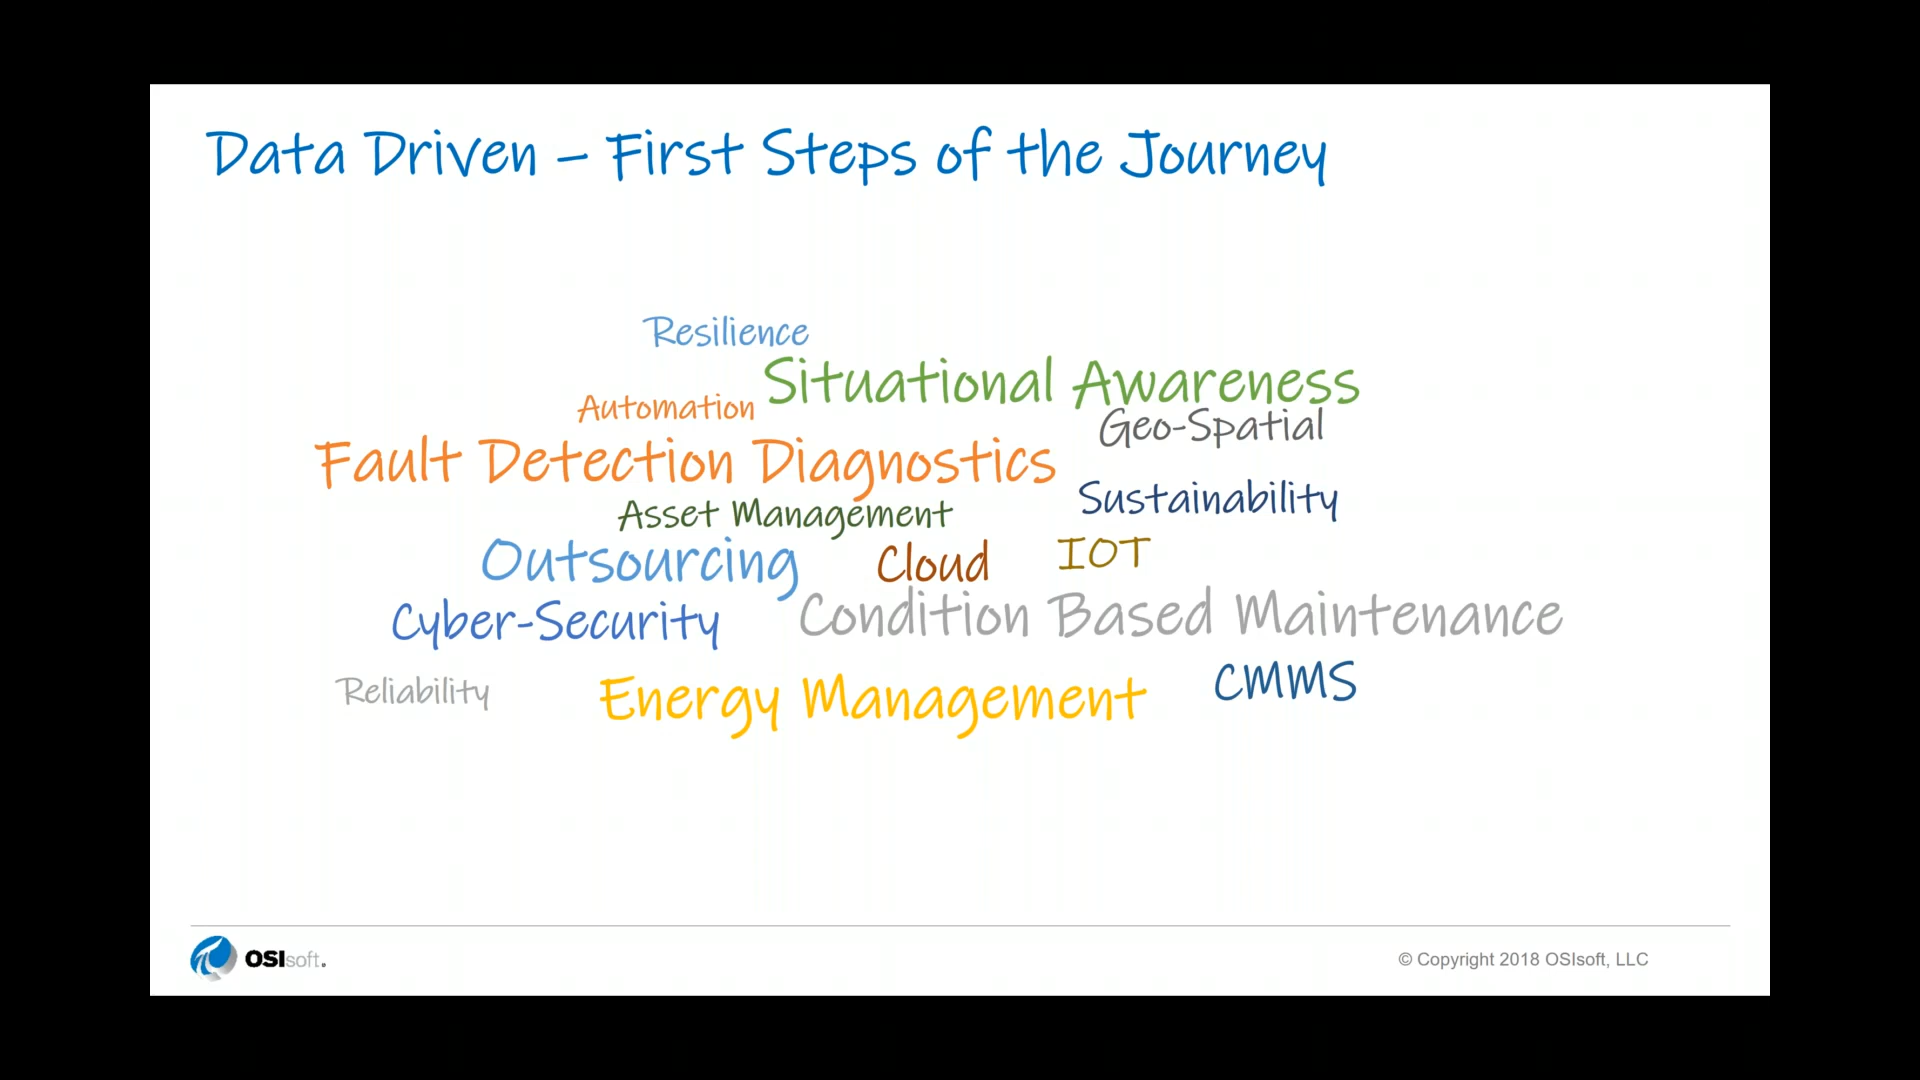 Data Driven – First Steps of the Journey
Resilience
Situational Awareness
Automation
Geo-Spatial
Fault Detection Diagnostics
Sustainability
Asset Management
Outsourcing
Cloud
IOT
Cyber-Security
Condition Based Maintenance
Reliability
Energy Management
CMMS
OSIsoft.
© Copyright 2018 OSIsoft, LLC